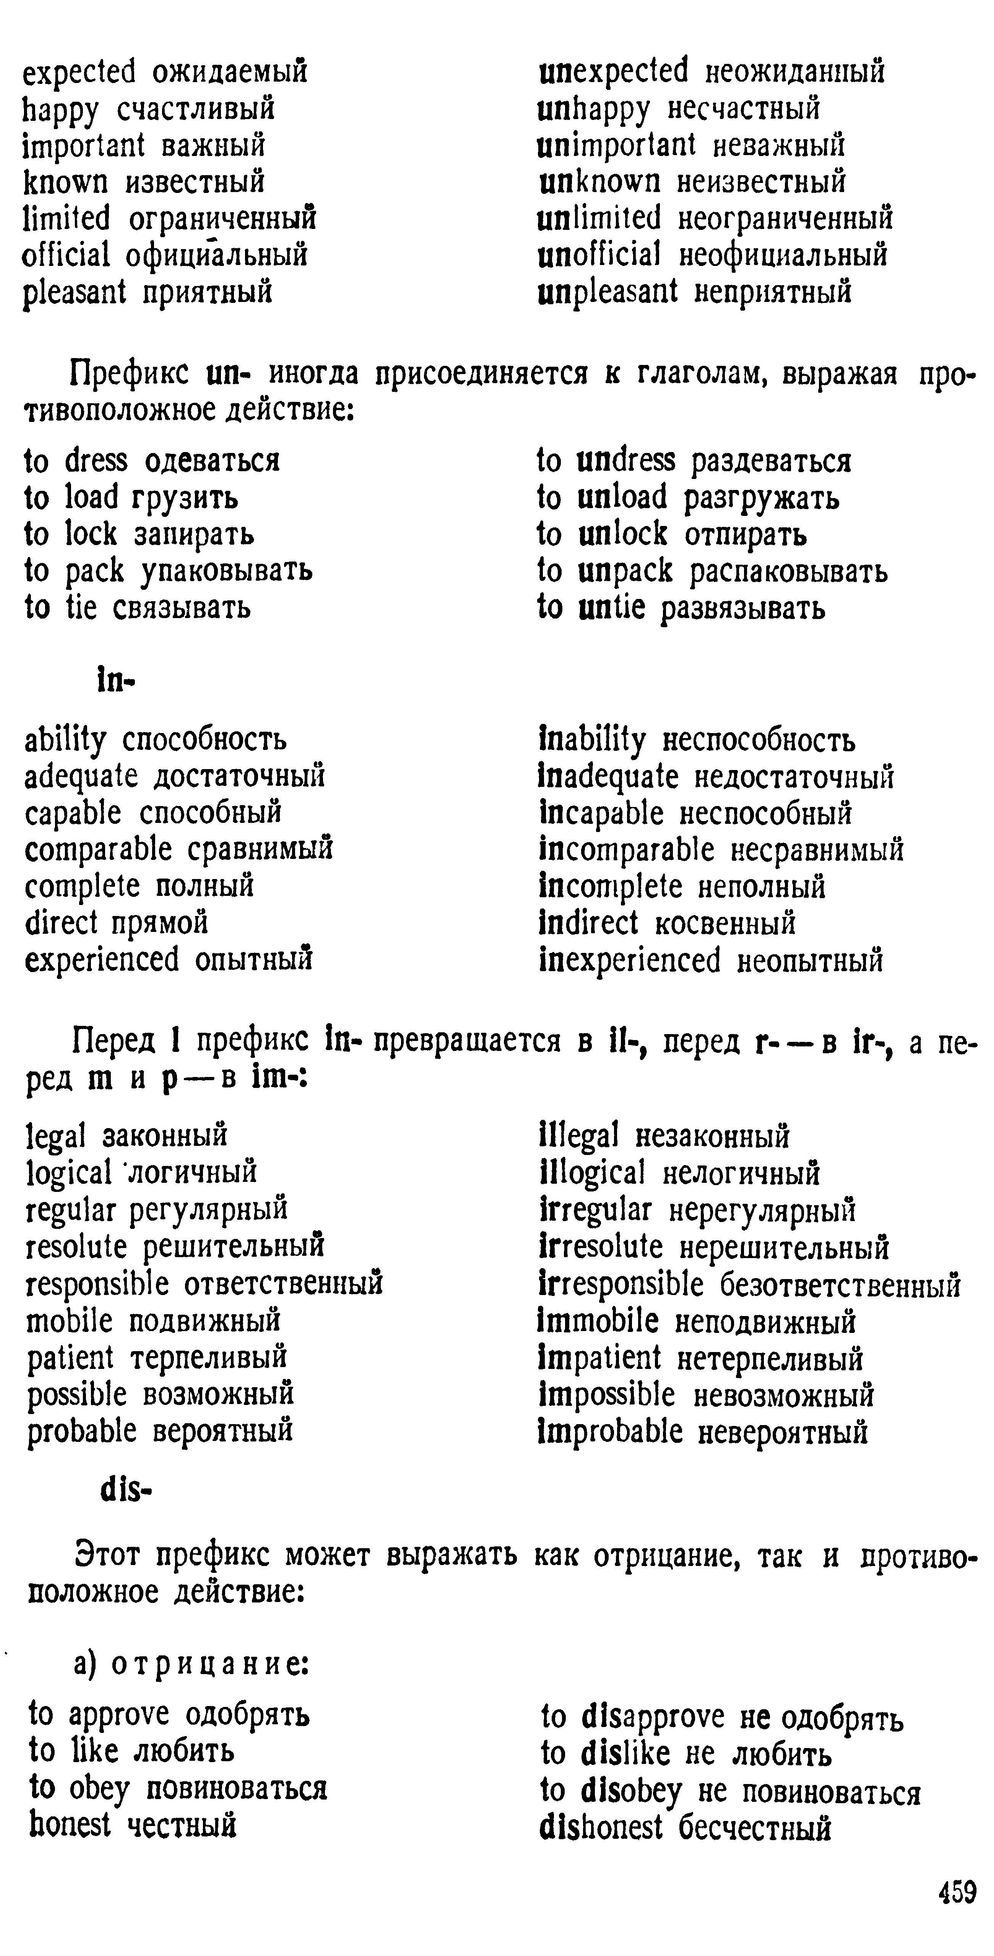 expected ожидаемый unexpected неожиданный
happy счастливый unhappy несчастный
important важный unimportant неважный
known известный unknown неизвестный
limited ограниченный unlimited неограниченный
official официальный unofficial неофициальный
pleasant приятный unpleasant неприятный
Префикс un- иногда присоединяется к глаголам, выражая про-
тивоположное действие:
to dress одеваться to undress раздеваться
to load грузить to unload разгружать
to lock запирать to unlock отпирать
to pack упаковывать to unpack распаковывать
to tie связывать to untie развязывать
in-
ability способность inability неспособность
adequate достаточный inadequate недостаточный
capable способный incapable неспособный
comparable сравнимый incomparable несравнимый
complete полный incomplete неполный
direct прямой indirect косвенный
experienced опытный inexperienced неопытный
Перед l префикс in- превращается в il-, перед r- — в ir-, а пе-
ред m и p — в im-:
legal законный illegal незаконный
logical логичный illogical нелогичный
regular регулярный irregular нерегулярный
resolute решительный irresolute нерешительный
responsible ответственный irresponsible безответственный
mobile подвижный immobile неподвижный
patient терпеливый impatient нетерпеливый
possible возможный impossible невозможный
probable вероятный improbable невероятный
dis-
Этот префикс может выражать как отрицание, так и противо-
положное действие:
а) отрицание:
to approve одобрять to disapprove не одобрять
to like любить to dislike не любить
to obey повиноваться to disobey не повиноваться
honest честный dishonest бесчестный
459